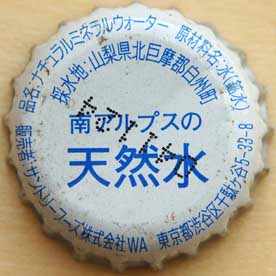 品名:ナチュラルミネラルウォーター 原材料名:水(鉱水)
採水地:山梨県北巨摩郡白州町
南アルプスの
天然水
サントリーフーズ株式会社WA 東京都渋谷区千駄ヶ谷5-33-8